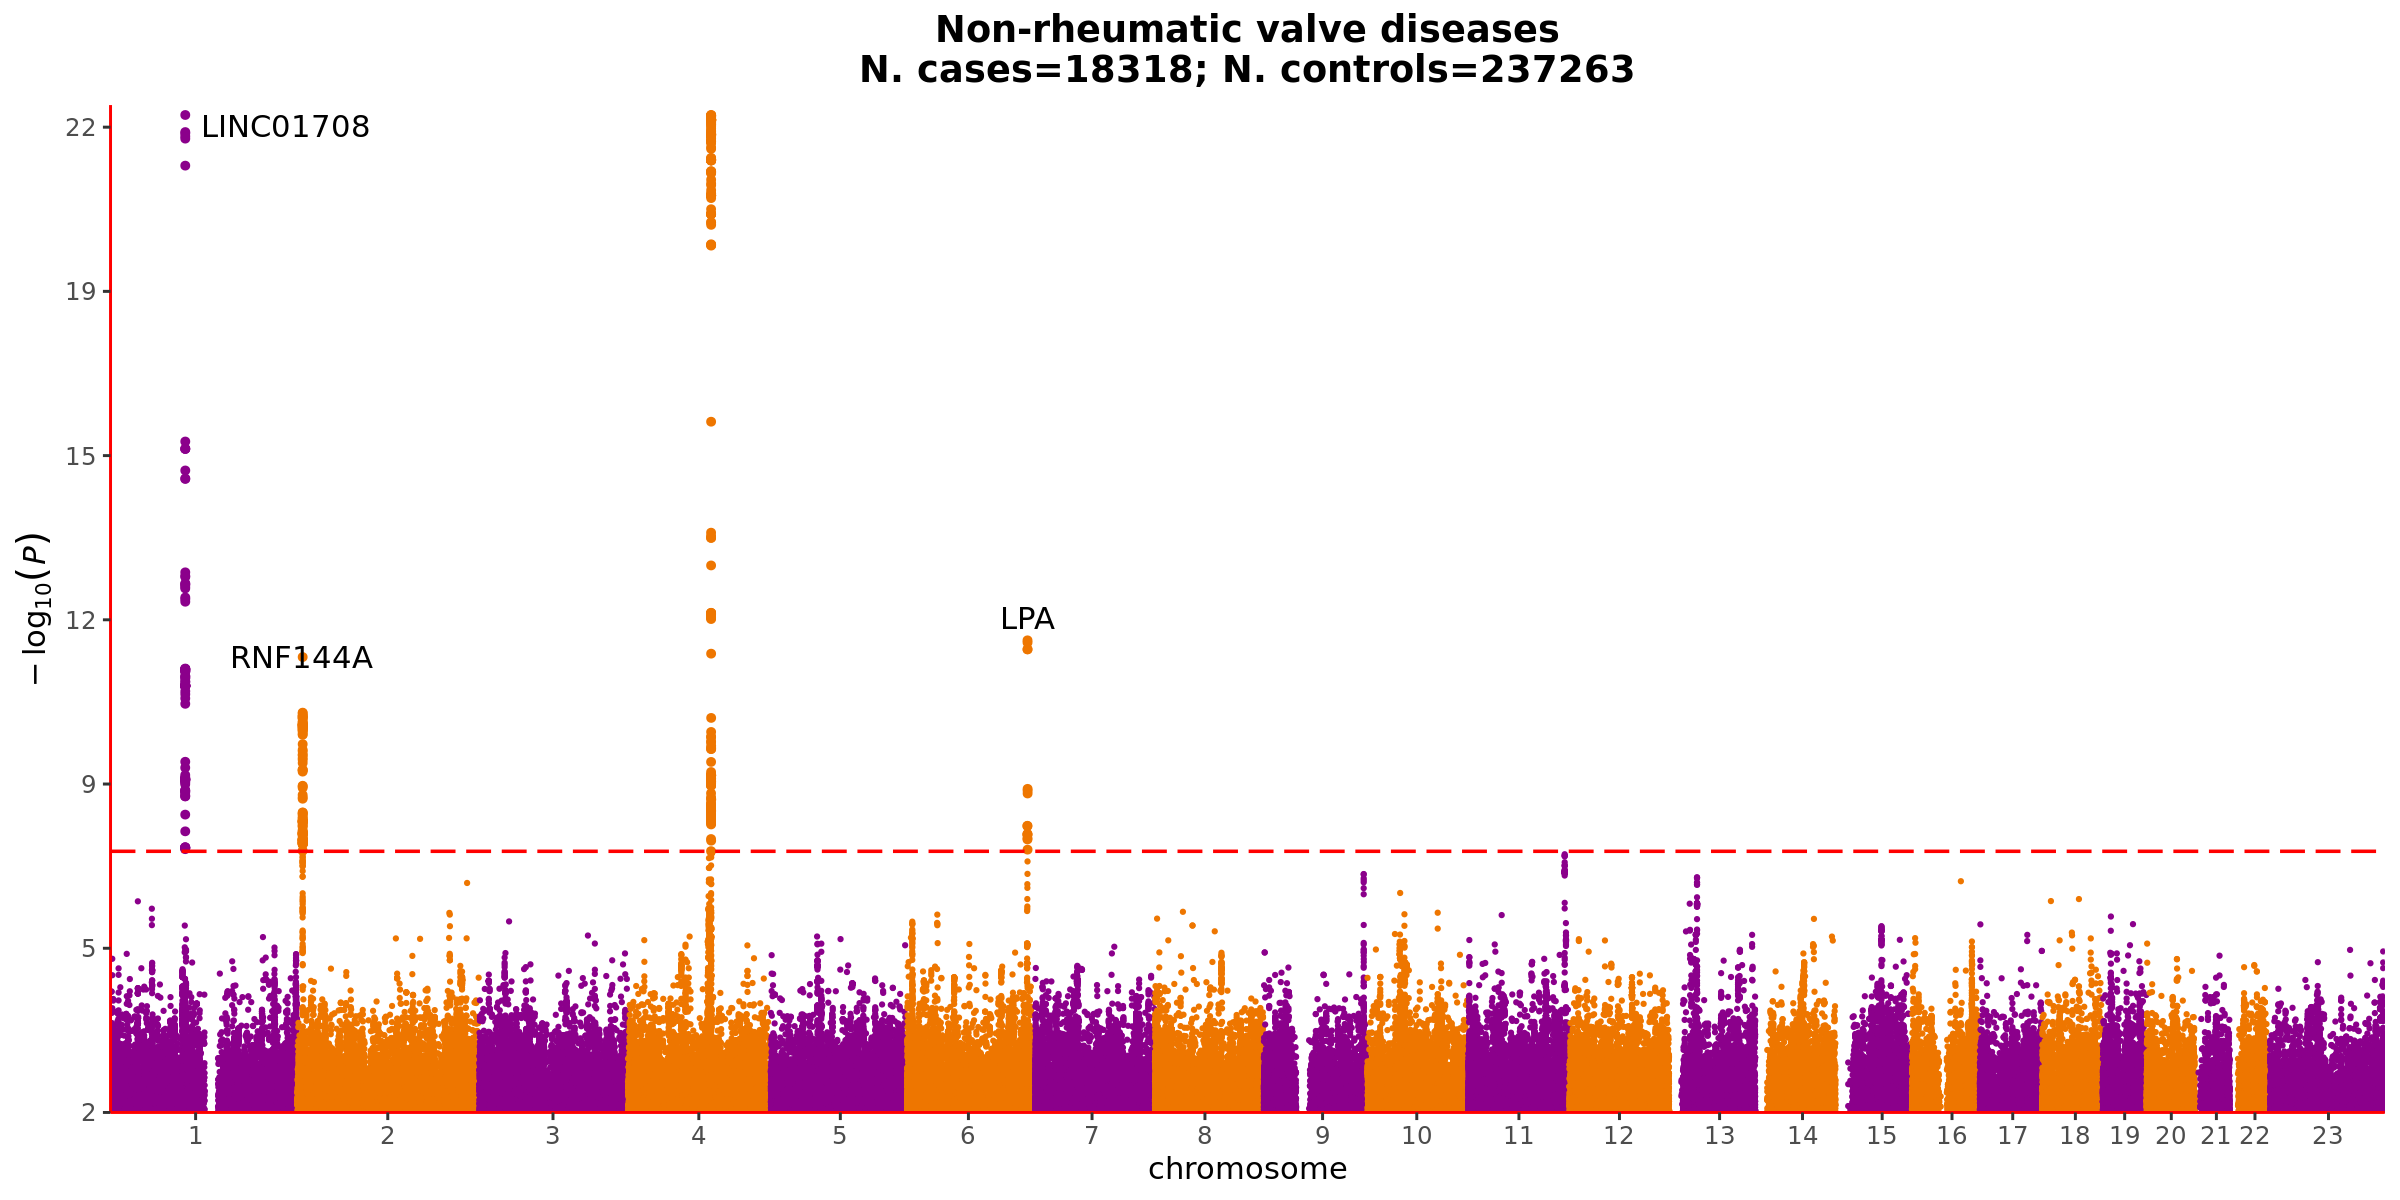 Non-rheumatic valve diseases
N. cases=18318; N. controls=237263
22
LINC01708
19
15
12
LPA
RNF144A
9
5
2
−log10(P)
1 2 3 4 5 6 7 8 9 10 11 12 13 14 15 16 17 18 19 20 21 22 23
chromosome